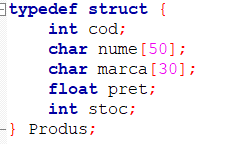 typedef struct {
    int cod;
    char nume[50];
    char marca[30];
    float pret;
    int stoc;
} Produs;